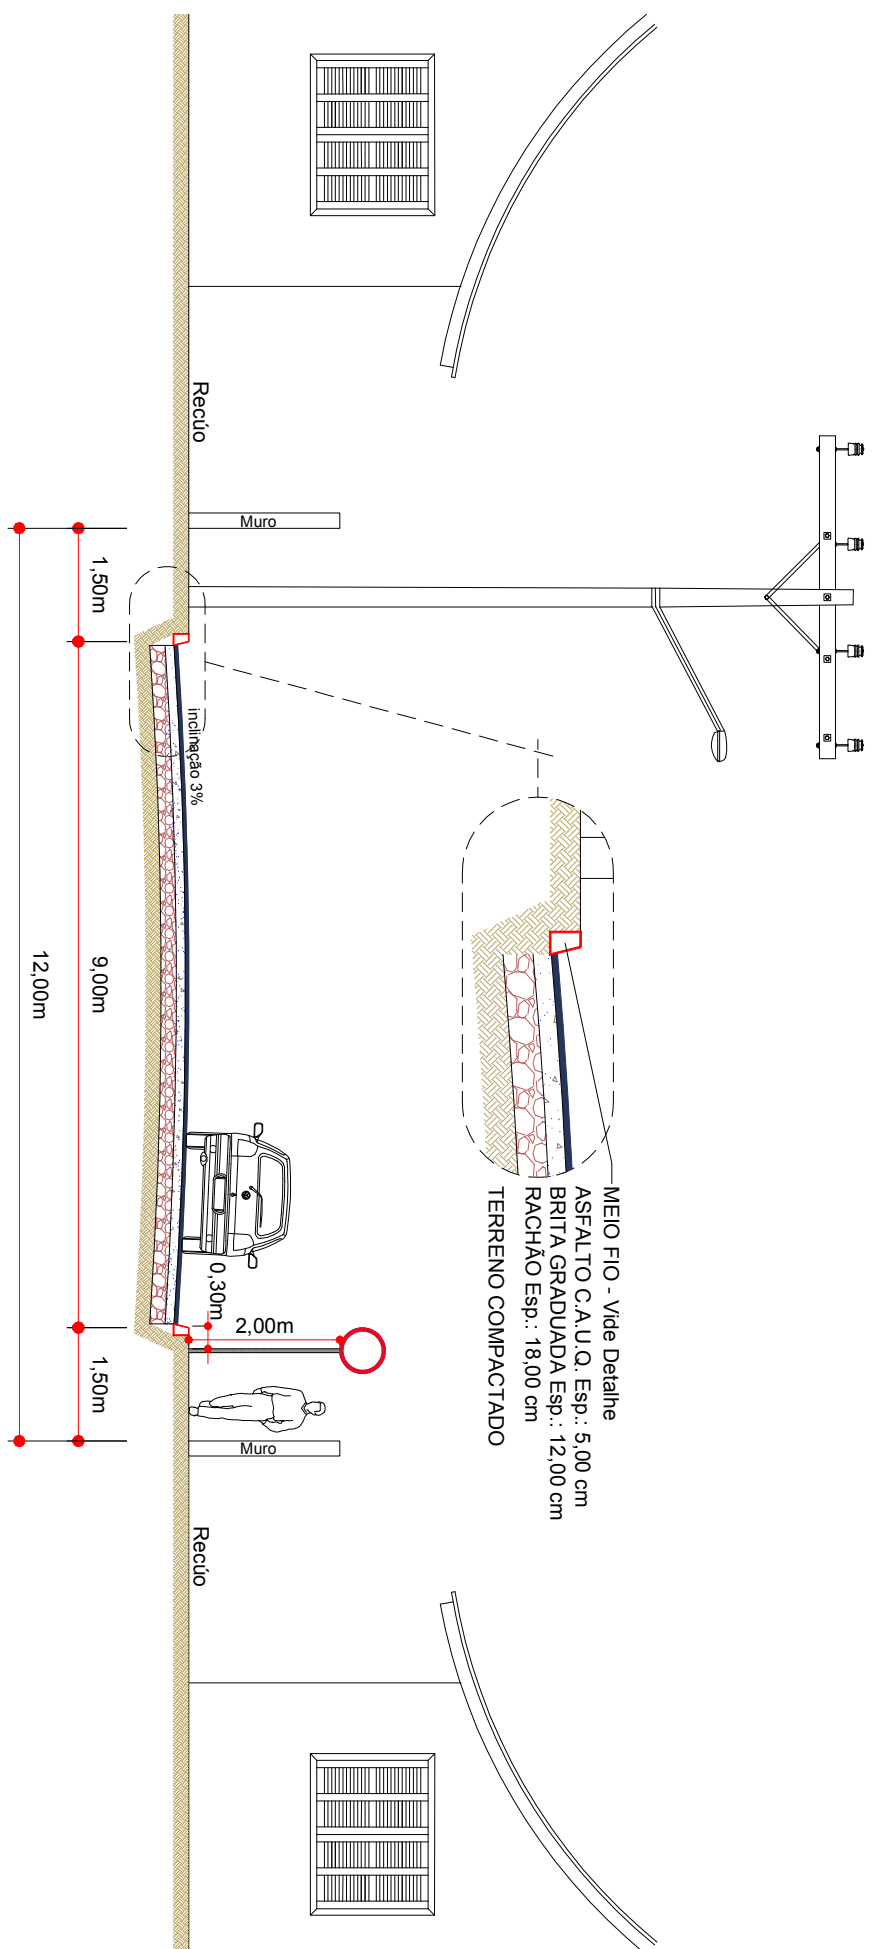 Recúo
Muro
1,50m
inclinação 3%
9,00m
12,00m
MEIO FIO - Vide Detalhe
ASFALTO C.A.U.Q. Esp.: 5,00 cm
BRITA GRADUADA Esp.: 12,00 cm
RACHÃO Esp.: 18,00 cm
TERRENO COMPACTADO
0,30m
2,00m
1,50m
Muro
Recúo